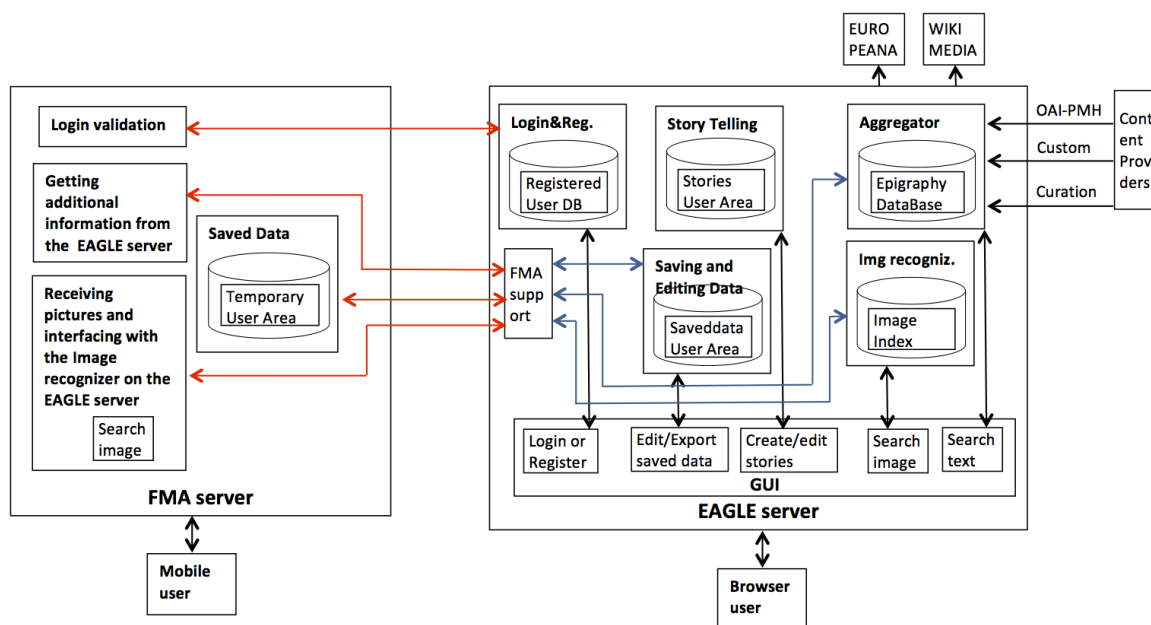 EURO
PEANA
WIKI
MEDIA
Login validation
Getting
additional
information from
the EAGLE server
Saved Data
Temporary
User Area
Receiving
pictures and
interfacing with
the Image
recognizer on the
EAGLE server
Search
image
FMA server
Mobile
user
Login&Reg.
Registered
User DB
Story Telling
Stories
User Area
Aggregator
Epigraphy
DataBase
OAI-PMH
Custom
Curation
Cont
ent
Prov
ders
FMA
supp
ort
Saving and
Editing Data
Saveddata
User Area
Img recogniz.
Image
Index
Login or
Register
Edit/Export
saved data
Create/edit
stories
Search
image
Search
text
GUI
EAGLE server
Browser
user